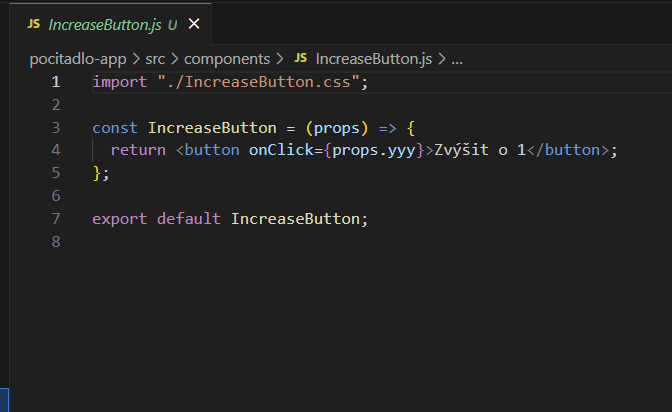 JS IncreaseButton.js U ×
pocitadlo-app > src > components > JS IncreaseButton.js > ...
1 import "./IncreaseButton.css";
2
3 const IncreaseButton = (props) => {
4   return <button onClick={props.yyy}>Zvýšit o 1</button>;
5 };
6
7 export default IncreaseButton;
8